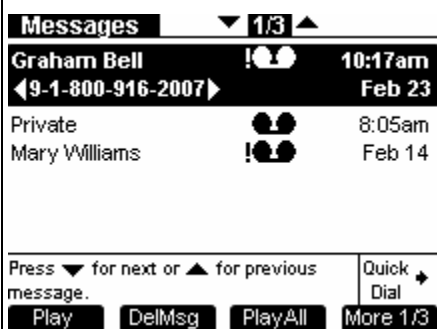 Messages ▼ 1/3 ▲
Graham Bell ! 10:17am
◀9-1-800-916-2007▶ Feb 23
Private 8:05am
Mary Williams ! Feb 14
Press ▼ for next or ▲ for previous
message.
Quick
Dial
Play DelMsg PlayAll More 1/3